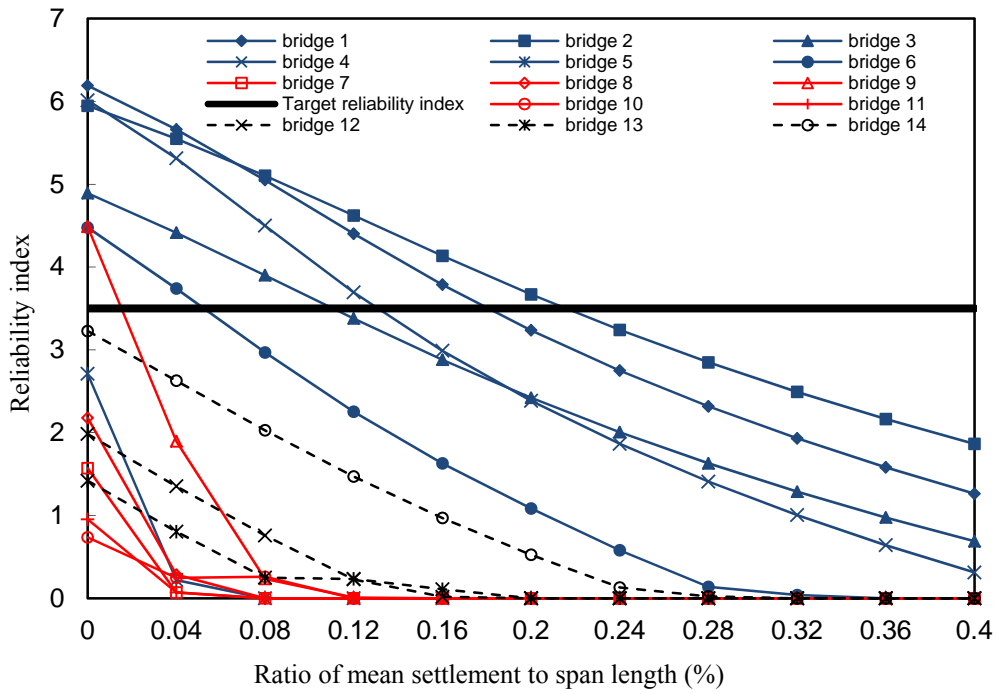 7
6
5
4
3
2
1
0
Reliability index
bridge 1 bridge 2 bridge 3
bridge 4 bridge 5 bridge 6
bridge 7 bridge 8 bridge 9
Target reliability index bridge 10 bridge 11
bridge 12 bridge 13 bridge 14
0 0.04 0.08 0.12 0.16 0.2 0.24 0.28 0.32 0.36 0.4
Ratio of mean settlement to span length (%)